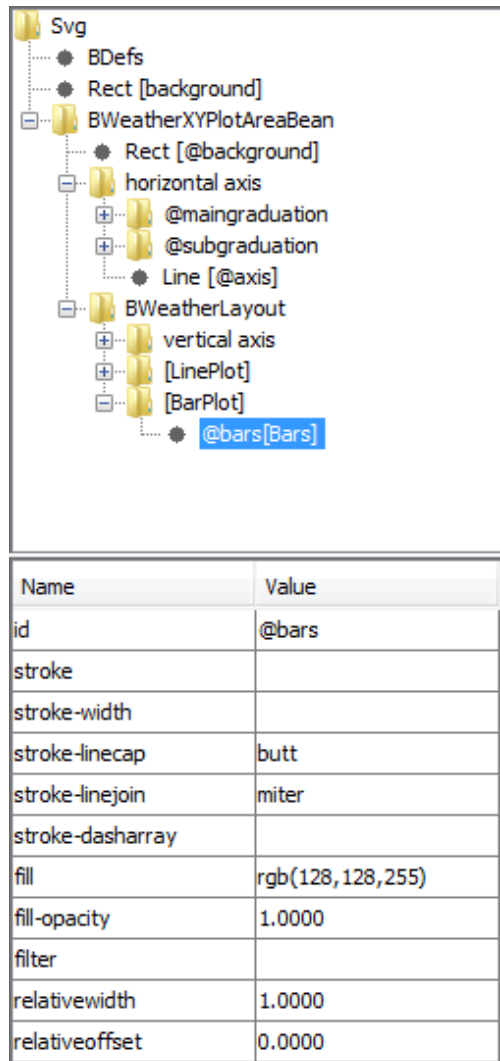 Svg
BDefs
Rect [background]
BWeatherXYPlotAreaBean
Rect [@background]
horizontal axis
@maingraduation
@subgraduation
Line [@axis]
BWeatherLayout
vertical axis
[LinePlot]
[BarPlot]
@bars[Bars]
Name Value
id @bars
stroke
stroke-width
stroke-linecap butt
stroke-linejoin miter
stroke-dasharray
fill rgb(128,128,255)
fill-opacity 1.0000
filter
relativewidth 1.0000
relativeoffset 0.0000